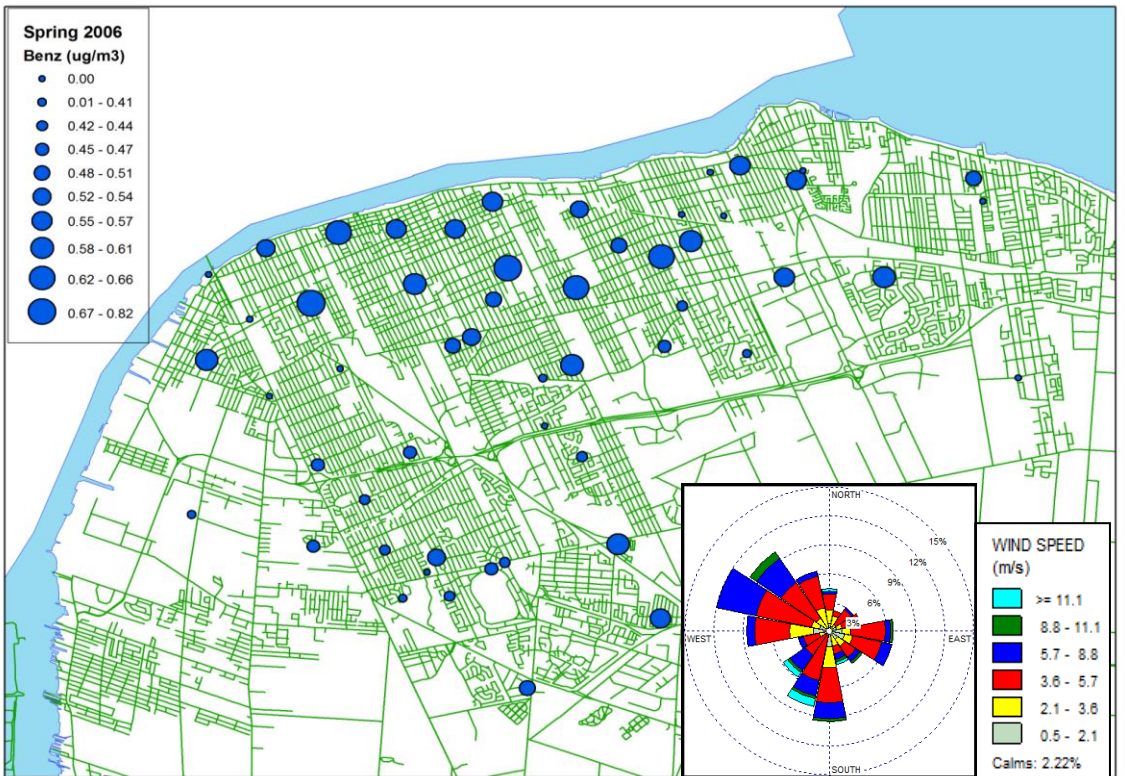 Spring 2006
Benz (ug/m3)
0.00
0.01 - 0.41
0.42 - 0.44
0.45 - 0.47
0.48 - 0.51
0.52 - 0.54
0.55 - 0.57
0.58 - 0.61
0.62 - 0.66
0.67 - 0.82
NORTH
15%
12%
9%
6%
3%
WEST
EAST
SOUTH
WIND SPEED
(m/s)
>= 11.1
8.8 - 11.1
5.7 - 8.8
3.6 - 5.7
2.1 - 3.6
0.5 - 2.1
Calms: 2.22%